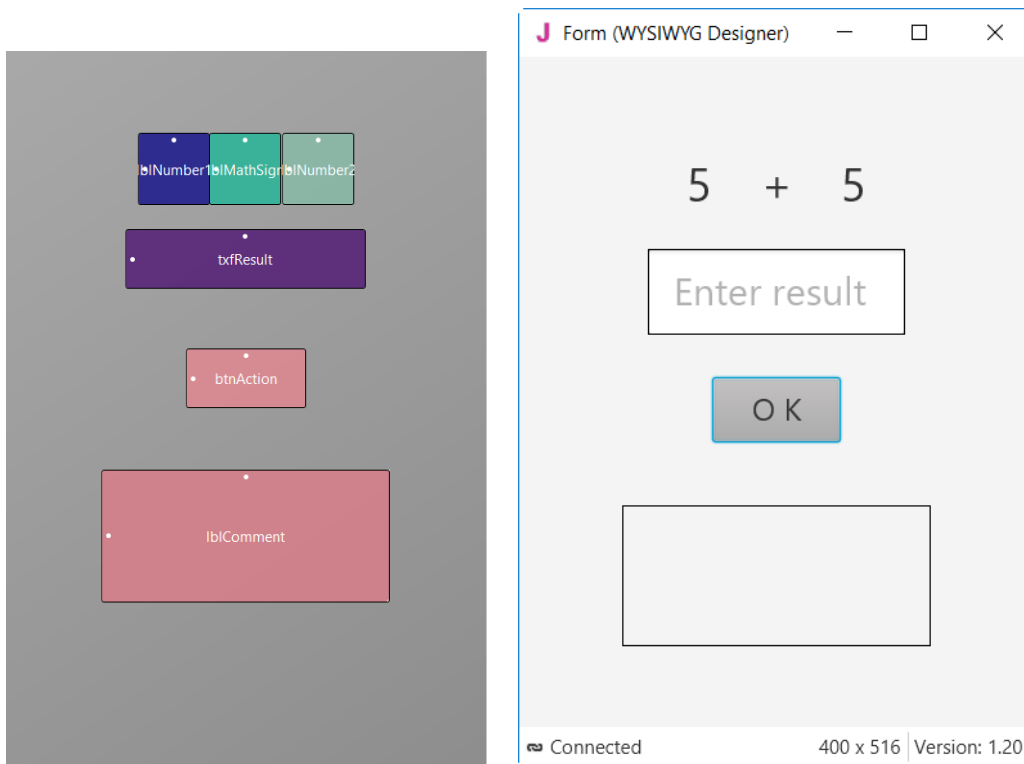 lblNumber1 lblMathSign lblNumber2
txfResult
btnAction
lblComment
J Form (WYSIWYG Designer)
5 + 5
Enter result
O K
Connected 400 x 516 Version: 1.20